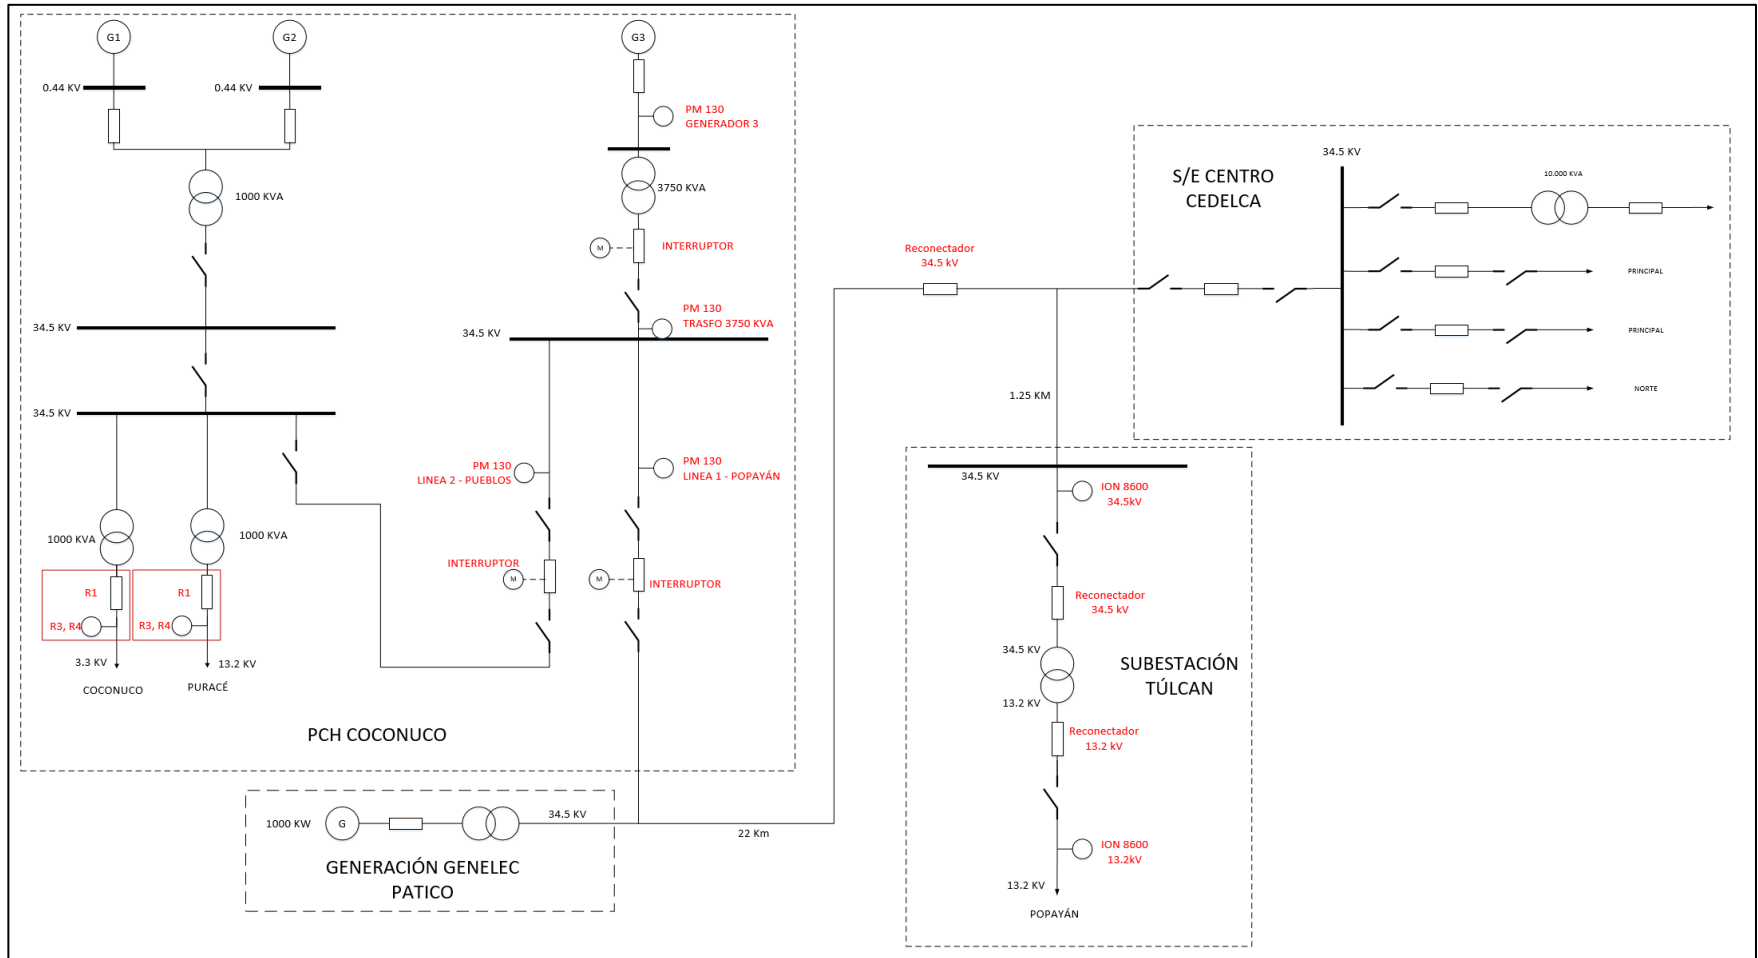 G1
G2
G3
0.44 KV
0.44 KV
PM 130
GENERADOR 3
1000 KVA
3750 KVA
M
INTERRUPTOR
PM 130
TRASFO 3750 KVA
34.5 KV
34.5 KV
34.5 KV
PM 130
LINEA 2 - PUEBLOS
PM 130
LINEA 1 - POPAYÁN
1000 KVA
1000 KVA
INTERRUPTOR
M
M
INTERRUPTOR
R1
R1
R3, R4
R3, R4
3.3 KV
13.2 KV
COCONUCO
PURACÉ
PCH COCONUCO
1000 KW
G
34.5 KV
22 Km
GENERACIÓN GENELEC
PATICO
Reconectador
34.5 kV
1.25 KM
S/E CENTRO
CEDELCA
34.5 KV
10.000 KVA
PRINCIPAL
PRINCIPAL
NORTE
34.5 KV
ION 8600
34.5kV
Reconectador
34.5 kV
34.5 KV
13.2 KV
SUBESTACIÓN
TÚLCAN
Reconectador
13.2 kV
ION 8600
13.2kV
13.2 KV
POPAYÁN